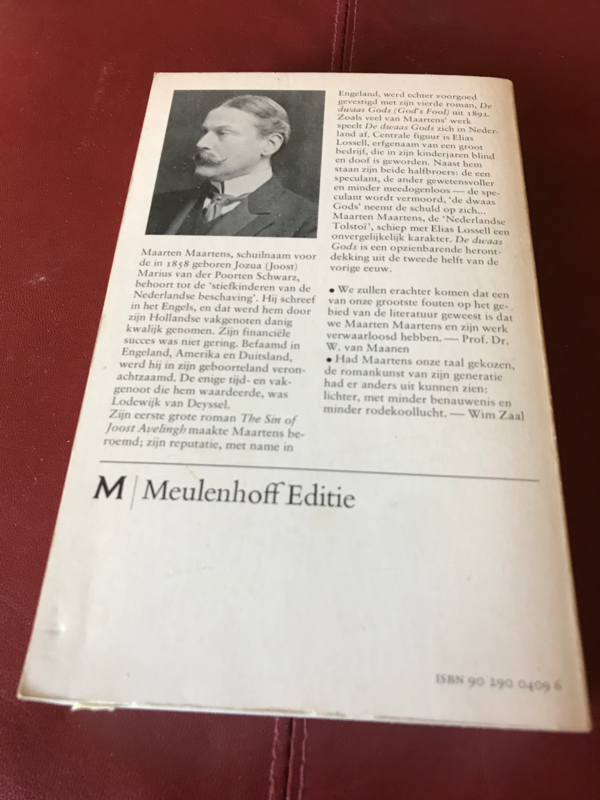 Maarten Maartens, schuilnaam voor
de in 1858 geboren Jozua (Joost)
Marius van der Poorten Schwarz,
behoort tot de 'stiefkinderen van de
Nederlandse beschaving'. Hij schreef
in het Engels, en dat werd hem door
zijn Hollandse vakgenoten danig
kwalijk genomen. Zijn financiële
succes was niet gering. Befaamd in
Engeland, Amerika en Duitsland,
werd hij in zijn geboorteland veron-
achtzaamd. De enige tijd- en vak-
genoot die hem waardeerde, was
Lodewijk van Deyssel.
Zijn eerste grote roman The Sin of
Joost Avelingh maakte Maartens be-
roemd; zijn reputatie, met name in
Engeland, werd echter voorgoed
gevestigd met zijn vierde roman, De
dwaas Gods (God's Fool) uit 1892.
Zoals veel van Maartens' werk
speelt De dwaas Gods zich in Neder-
land af. Centrale figuur is Elias
Lossell, erfgenaam van een groot
bedrijf, die in zijn kinderjaren blind
en doof is geworden. Naast hem
staan zijn beide halfbroers: de een
speculant, de ander gewetensvoller
en minder meedogenloos — de spe-
culant wordt vermoord, 'de dwaas
Gods' neemt de schuld op zich...
Maarten Maartens, de 'Nederlandse
Tolstoi', schiep met Elias Lossell een
onvergelijkelijk karakter. De dwaas
Gods is een opzienbarende heront-
dekking uit de tweede helft van de
vorige eeuw.
• We zullen erachter komen dat een
van onze grootste fouten op het ge-
bied van de literatuur geweest is dat
we Maarten Maartens en zijn werk
verwaarloosd hebben. — Prof. Dr.
W. van Maanen
• Had Maartens onze taal gekozen,
de romankunst van zijn generatie
had er anders uit kunnen zien:
lichter, met minder benauwenis en
minder rodekoollucht. — Wim Zaal
M | Meulenhoff Editie
ISBN 90 290 0409 6